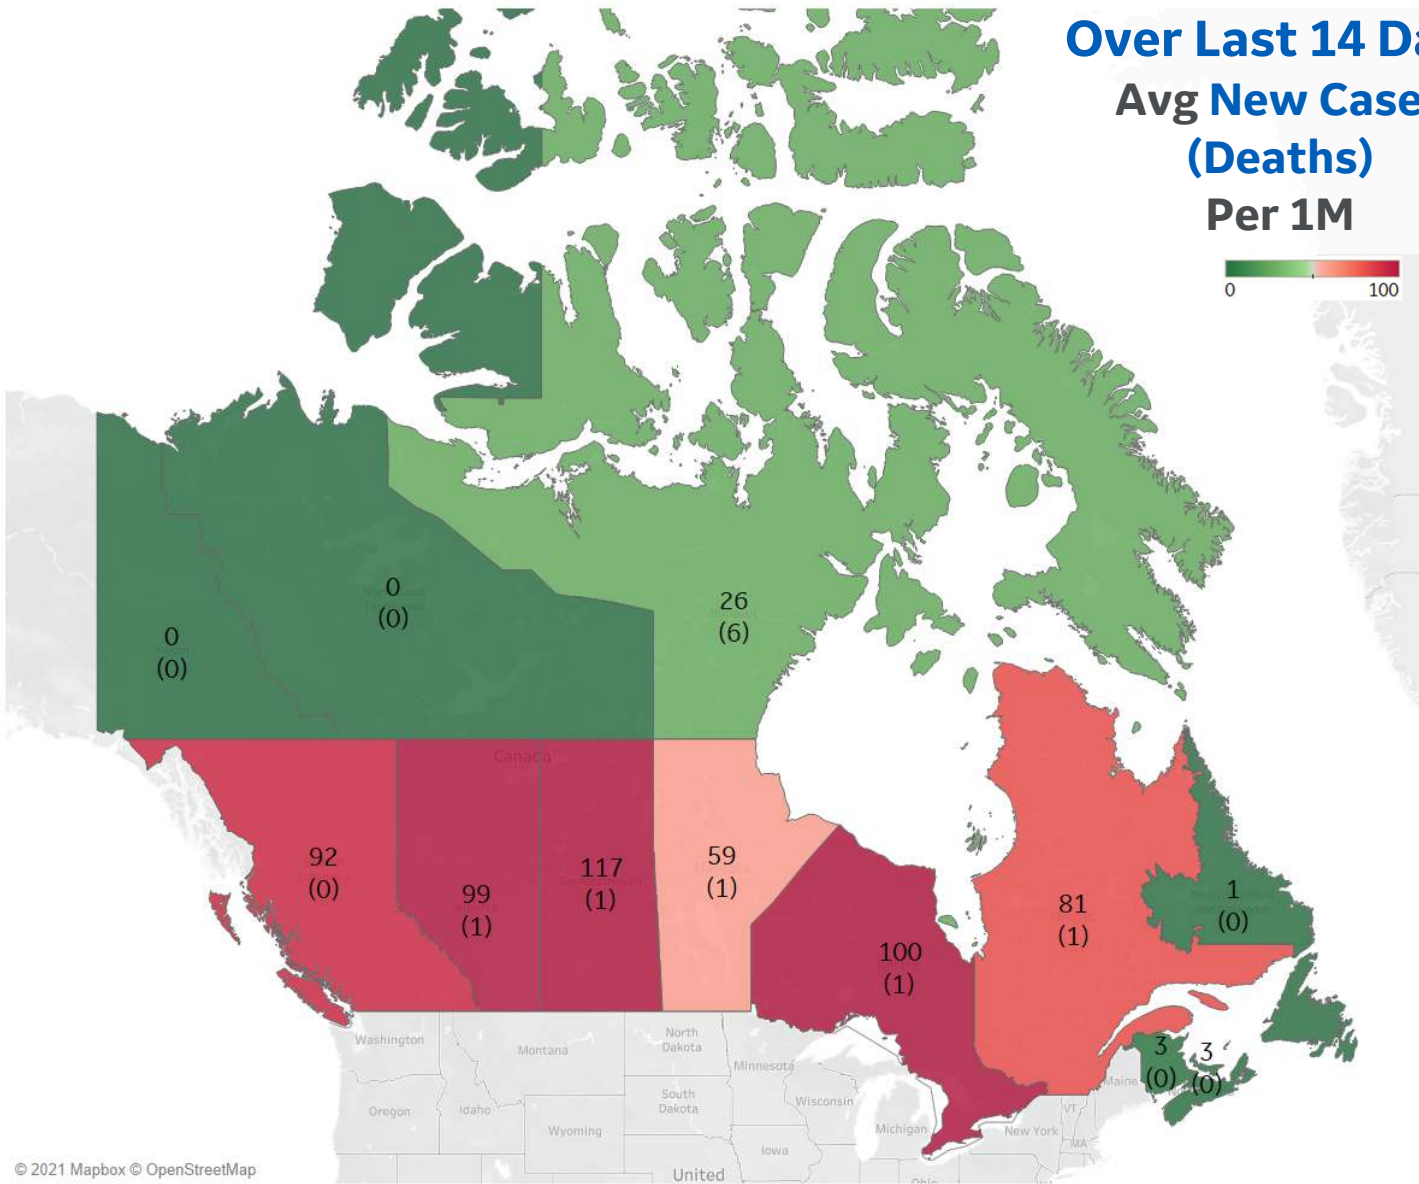 Over Last 14 Da
Avg New Case
(Deaths)
Per 1M
0
100
0
(0)
0
(0)
26
(6)
Canada
92
(0)
99
(1)
117
(1)
59
(1)
100
(1)
81
(1)
1
(0)
3
(0)
3
(0)
Washington
Montana
North
Dakota
Minnesota
Oregon
Idaho
South
Dakota
Wisconsin
Wyoming
Michigan
New York
VT
Maine
MA
Iowa
Ohio
United
© 2021 Mapbox © OpenStreetMap